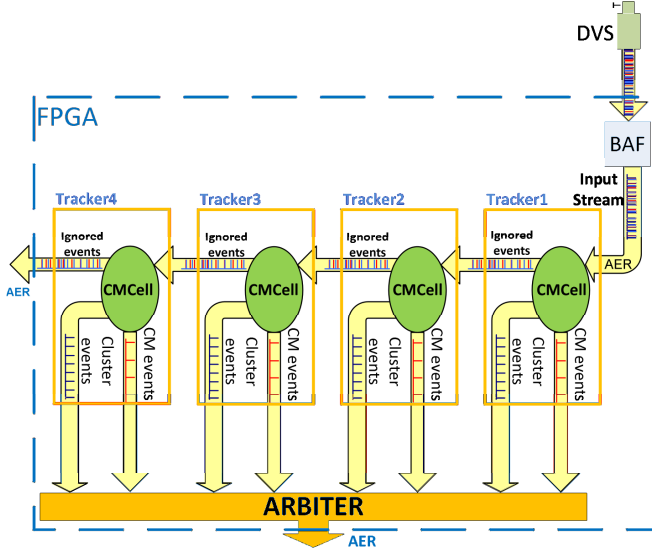 DVS
FPGA
BAF
Input
Stream
Tracker4
Tracker3
Tracker2
Tracker1
Ignored
events
Ignored
events
Ignored
events
Ignored
events
AER
CMCell
CMCell
CMCell
CMCell
AER
Cluster
events
CM events
Cluster
events
CM events
Cluster
events
CM events
Cluster
events
CM events
ARBITER
AER